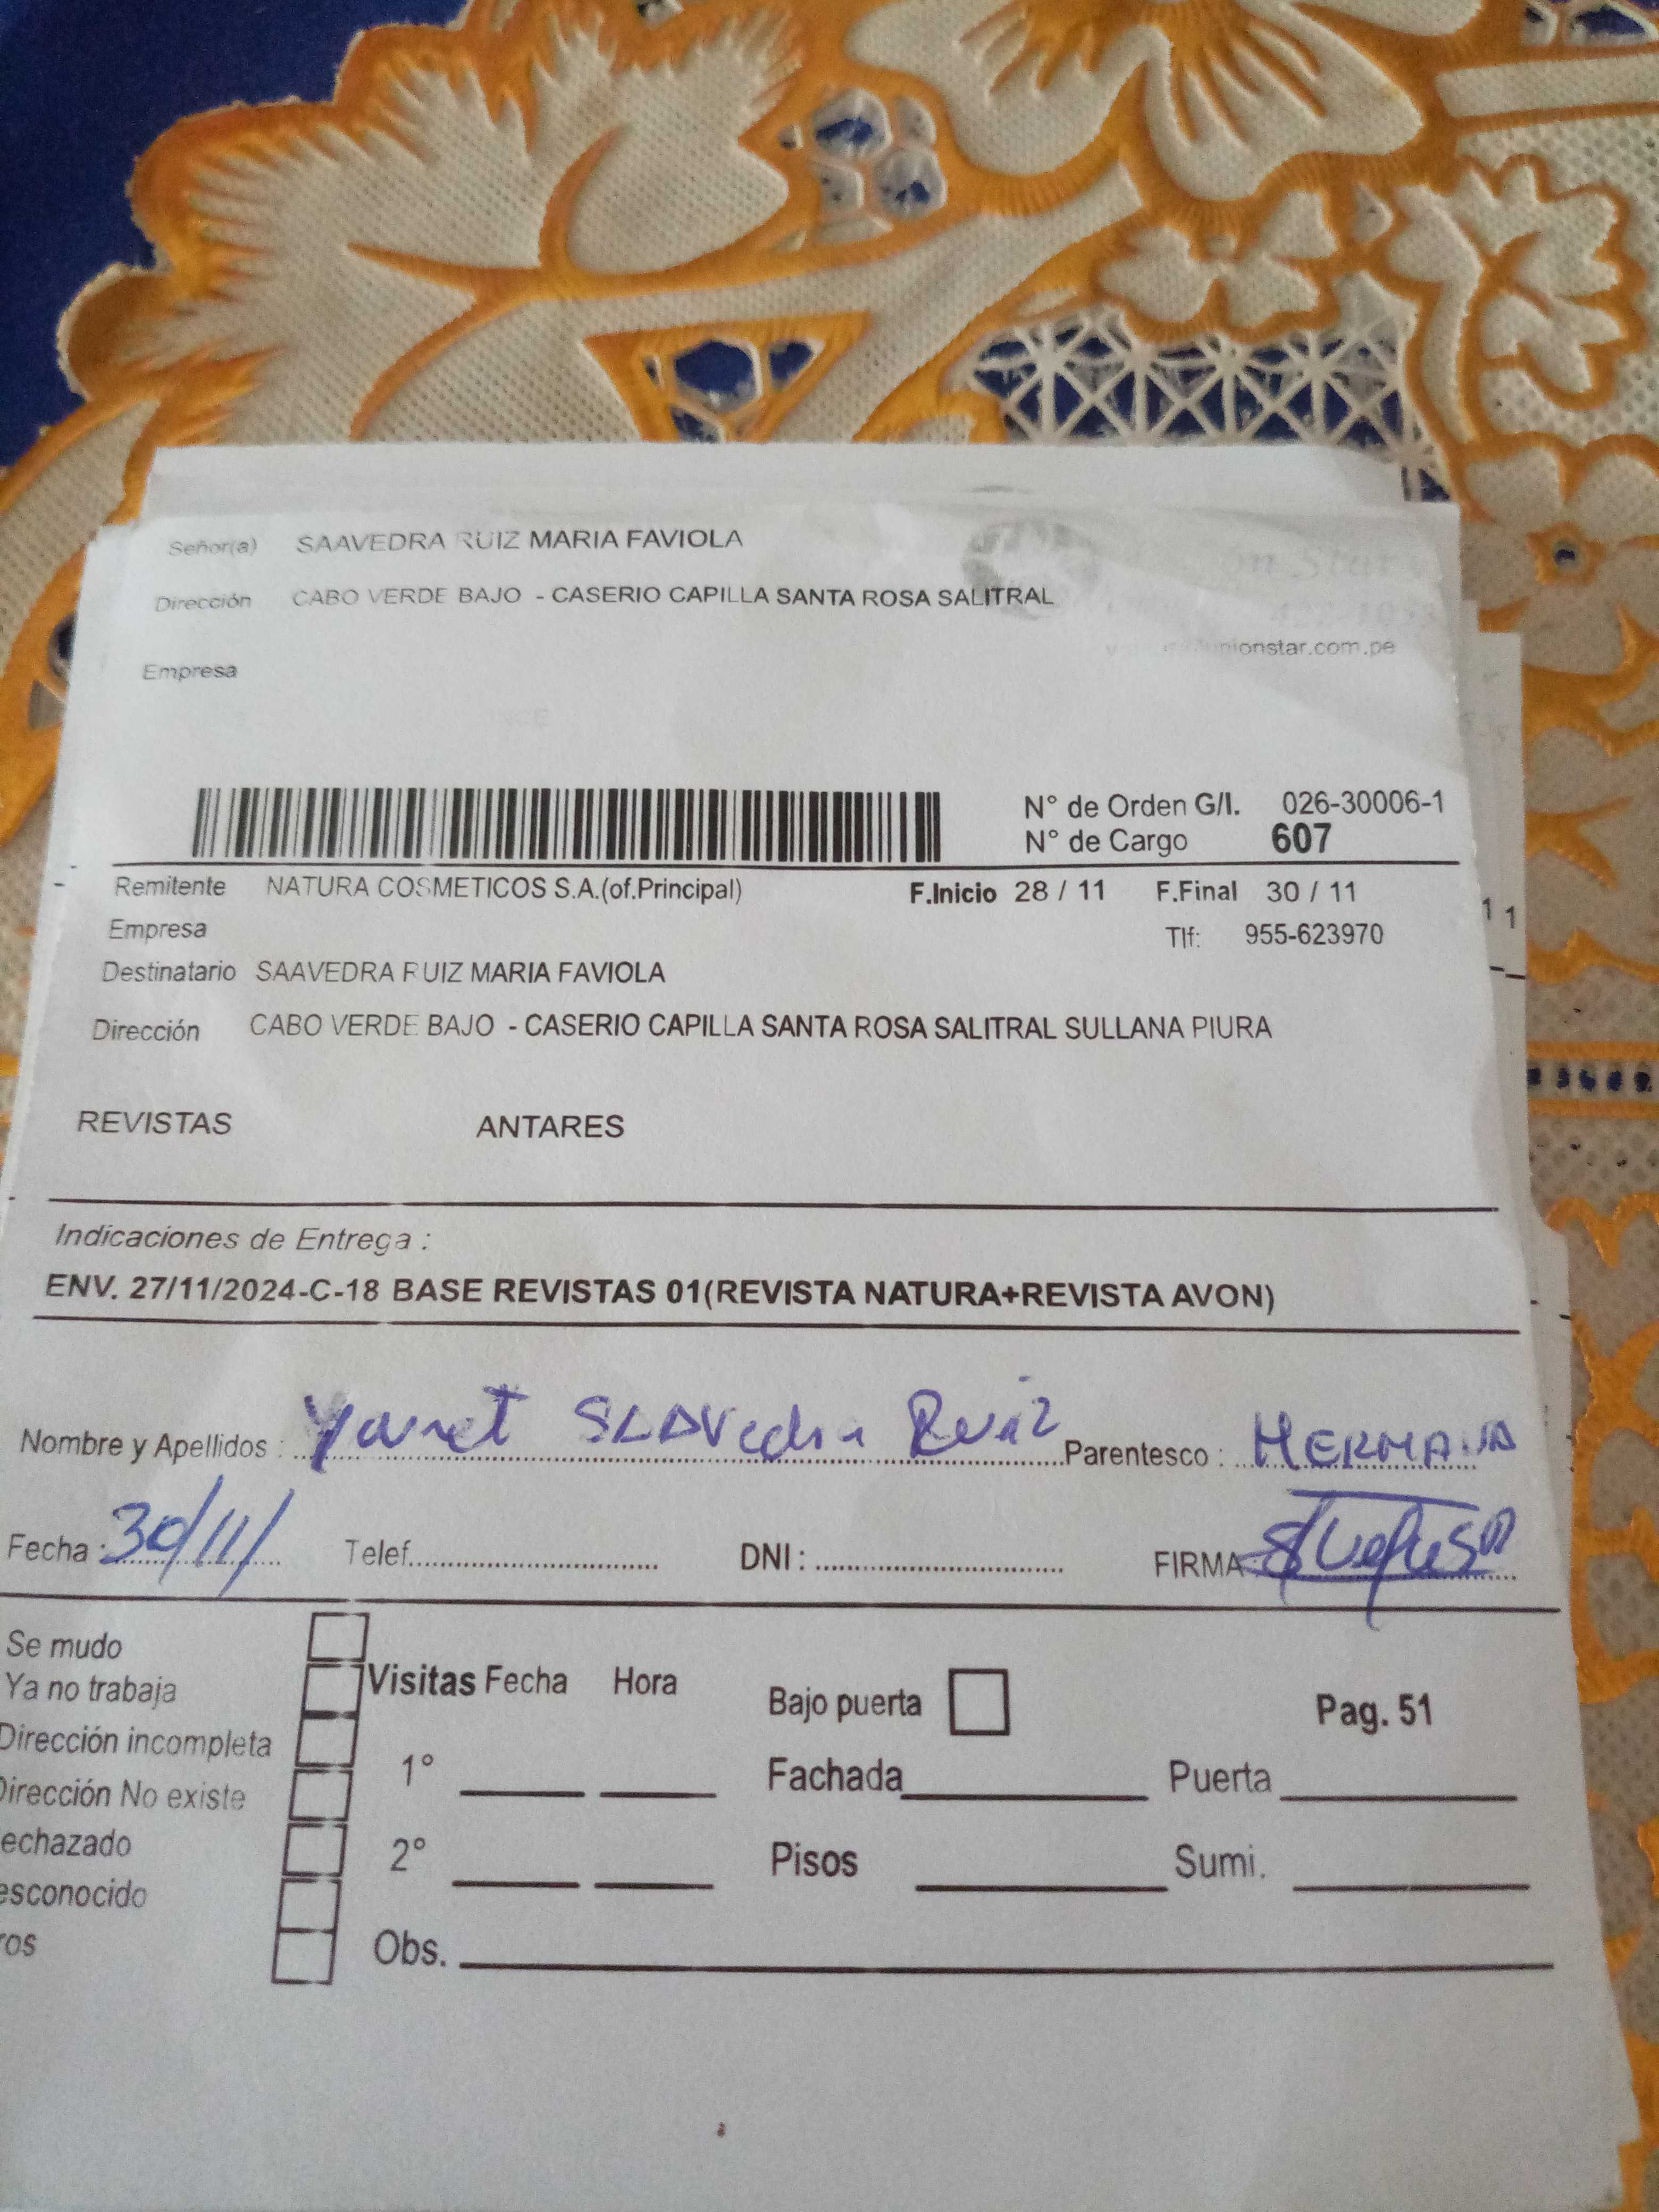 Señor(a) SAAVEDRA RUIZ MARIA FAVIOLA
Dirección CABO VERDE BAJO - CASERIO CAPILLA SANTA ROSA SALITRAL
unionstar.com.pe
Empresa
N° de Orden G/I. 026-30006-1
N° de Cargo 607
Remitente NATURA COSMETICOS S.A.(of.Principal) F.Inicio 28 / 11 F.Final 30 / 11
Empresa Tlf: 955-623970
Destinatario SAAVEDRA RUIZ MARIA FAVIOLA
Dirección CABO VERDE BAJO - CASERIO CAPILLA SANTA ROSA SALITRAL SULLANA PIURA
REVISTAS ANTARES
Indicaciones de Entrega :
ENV. 27/11/2024-C-18 BASE REVISTAS 01(REVISTA NATURA+REVISTA AVON)
Nombre y Apellidos : Yanet SAAVedra Ruiz Parentesco : HERMANA
Fecha : 30/11/ Telef. DNI : FIRMA
Se mudo
Ya no trabaja Visitas Fecha Hora Bajo puerta Pag. 51
Dirección incompleta
1° Fachada Puerta
Dirección No existe
echazado 2° Pisos Sumi.
esconocido
ros Obs.